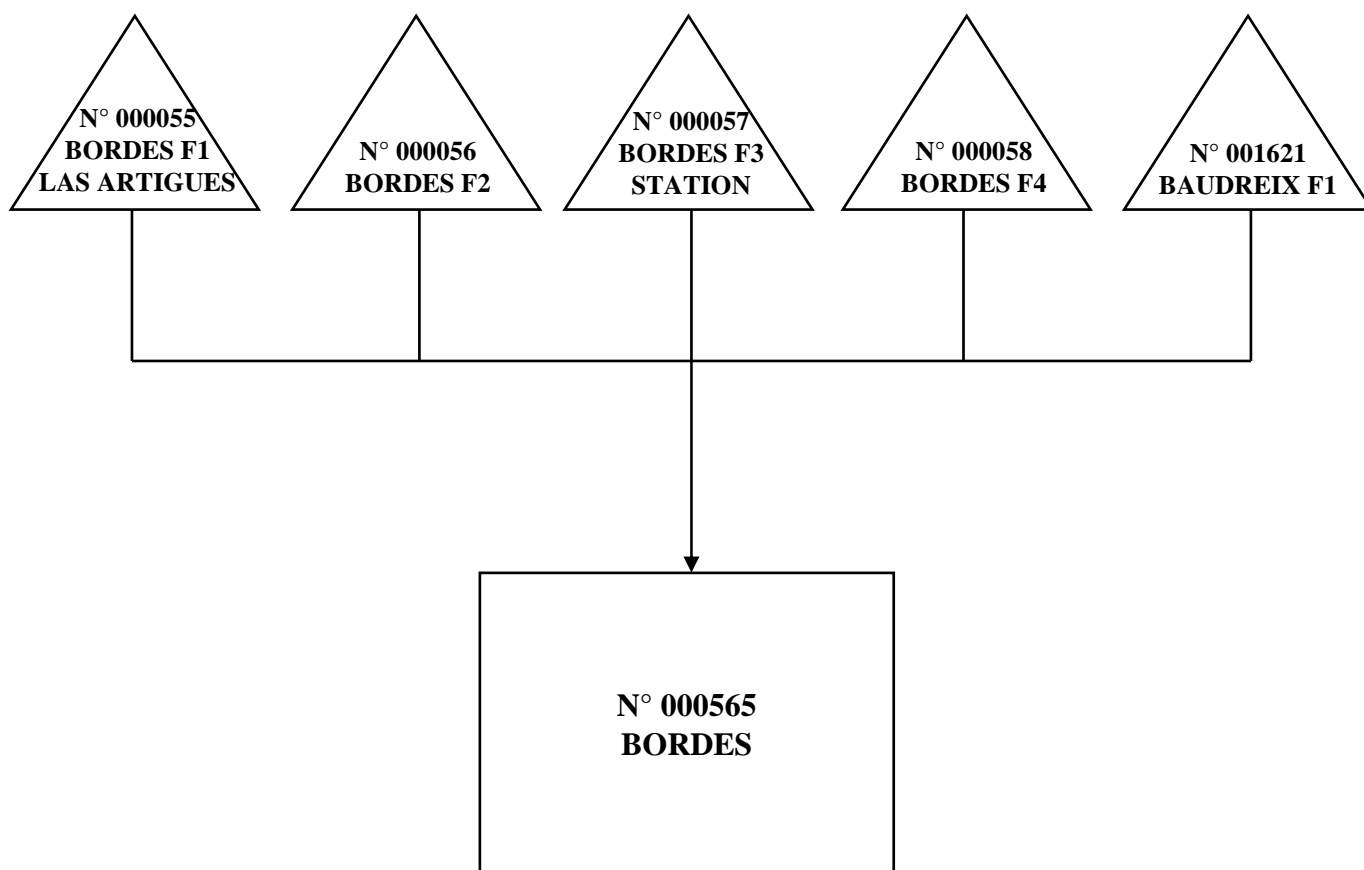 N° 000055
BORDES F1
LAS ARTIGUES
N° 000056
BORDES F2
N° 000057
BORDES F3
STATION
N° 000058
BORDES F4
N° 001621
BAUDREIX F1
N° 000565
BORDES